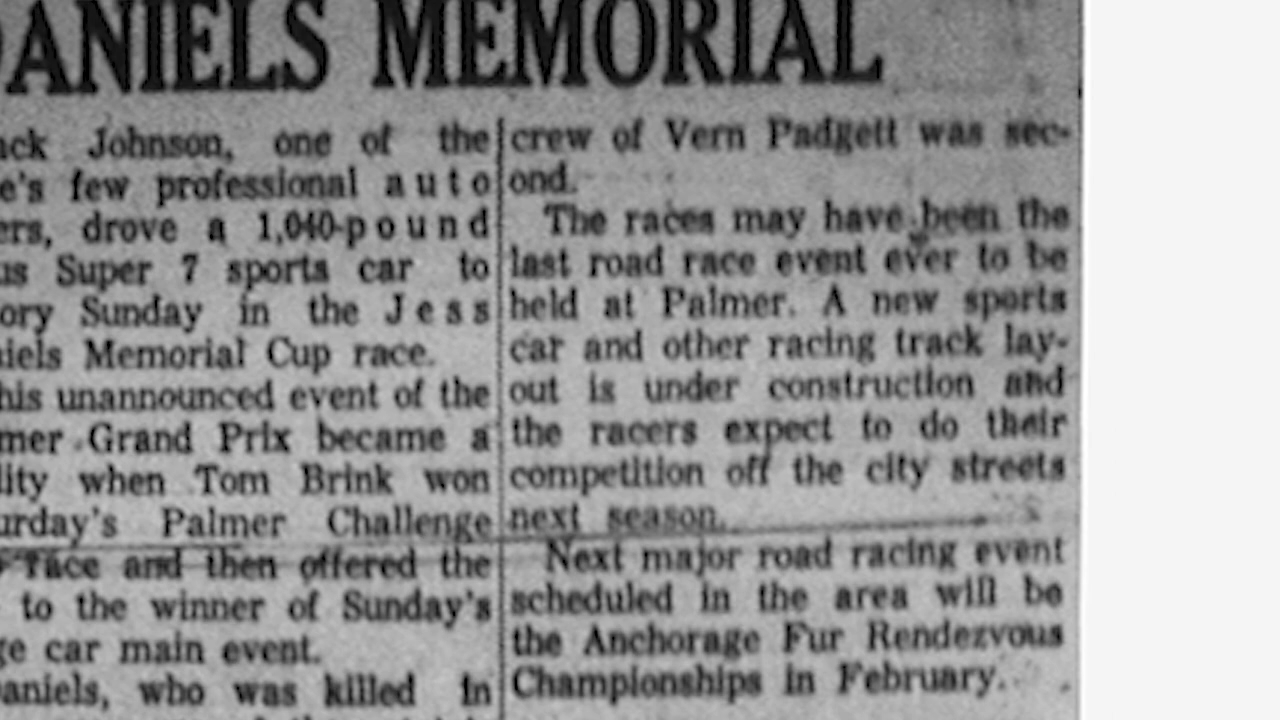 DANIELS MEMORIAL
ack Johnson, one of the
e's few professional auto
ers, drove a 1,040-pound
us Super 7 sports car to
ory Sunday in the Jess
niels Memorial Cup race.
his unannounced event of the
mer Grand Prix became a
lity when Tom Brink won
urday's Palmer Challenge
race and then offered the
to the winner of Sunday's
ge car main event.
Daniels, who was killed in
crew of Vern Padgett was sec-
ond.
The races may have been the
last road race event ever to be
held at Palmer. A new sports
car and other racing track lay-
out is under construction and
the racers expect to do their
competition off the city streets
next season.
Next major road racing event
scheduled in the area will be
the Anchorage Fur Rendezvous
Championships in February.